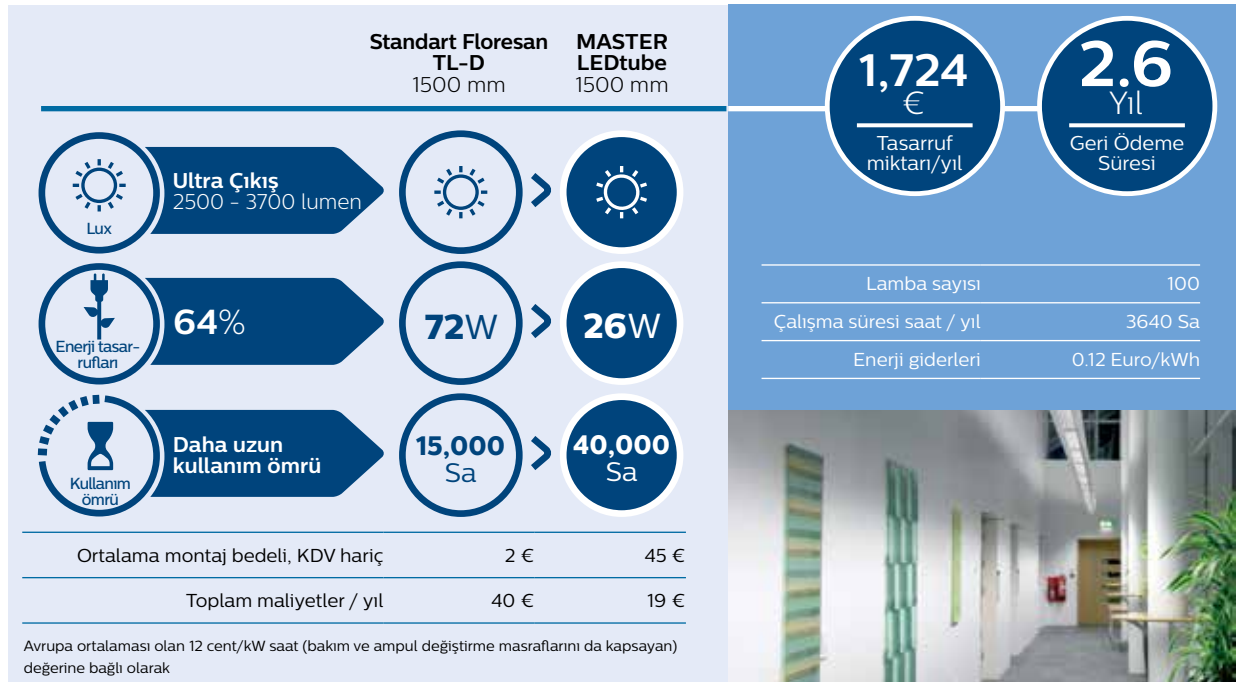 Standart Floresan
TL-D
1500 mm
MASTER
LEDtube
1500 mm
Lux
Ultra Çıkış
2500 - 3700 lumen
>
Enerji tasar-
rufları
64%
72W
>
26W
Kullanım
ömrü
Daha uzun
kullanım ömrü
15,000
Sa
>
40,000
Sa
Ortalama montaj bedeli, KDV hariç 2 € 45 €
Toplam maliyetler / yıl 40 € 19 €
Avrupa ortalaması olan 12 cent/kW saat (bakım ve ampul değiştirme masraflarını da kapsayan)
değerine bağlı olarak
1,724
€
Tasarruf
miktarı/yıl
2.6
Yıl
Geri Ödeme
Süresi
Lamba sayısı 100
Çalışma süresi saat / yıl 3640 Sa
Enerji giderleri 0.12 Euro/kWh